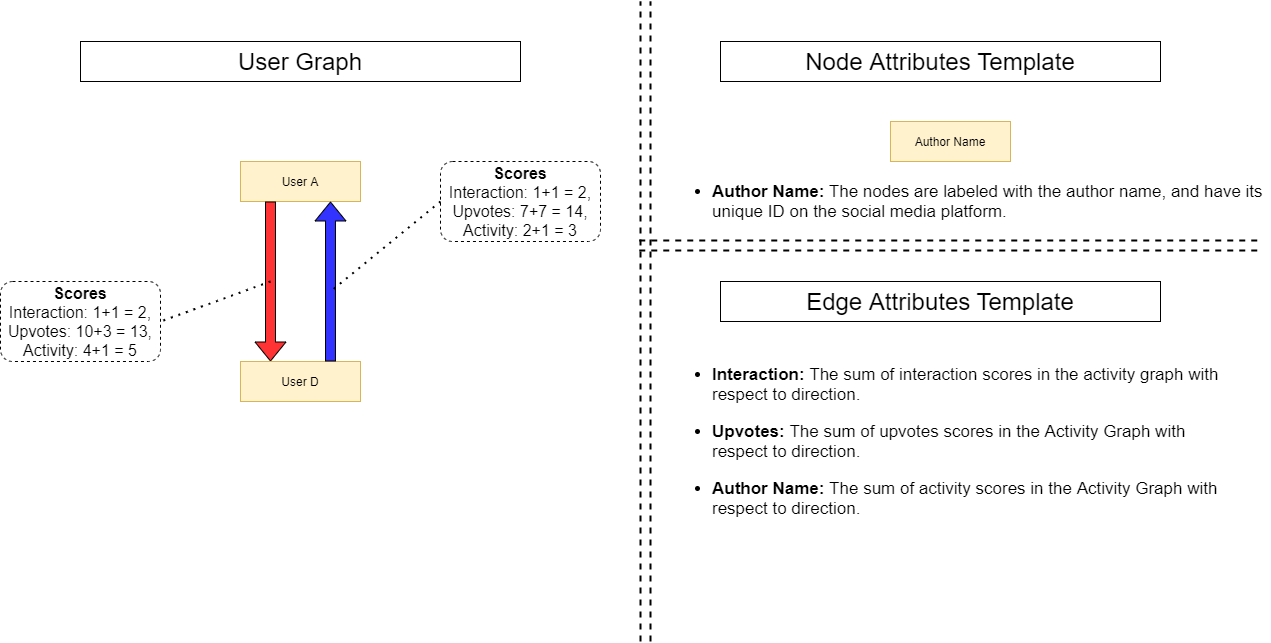 User Graph
User A
Scores
Interaction: 1+1 = 2,
Upvotes: 7+7 = 14,
Activity: 2+1 = 3
Scores
Interaction: 1+1 = 2,
Upvotes: 10+3 = 13,
Activity: 4+1 = 5
User D
Node Attributes Template
Author Name
• Author Name: The nodes are labeled with the author name, and have its
unique ID on the social media platform.
Edge Attributes Template
• Interaction: The sum of interaction scores in the activity graph with
respect to direction.
• Upvotes: The sum of upvotes scores in the Activity Graph with
respect to direction.
• Author Name: The sum of activity scores in the Activity Graph with
respect to direction.